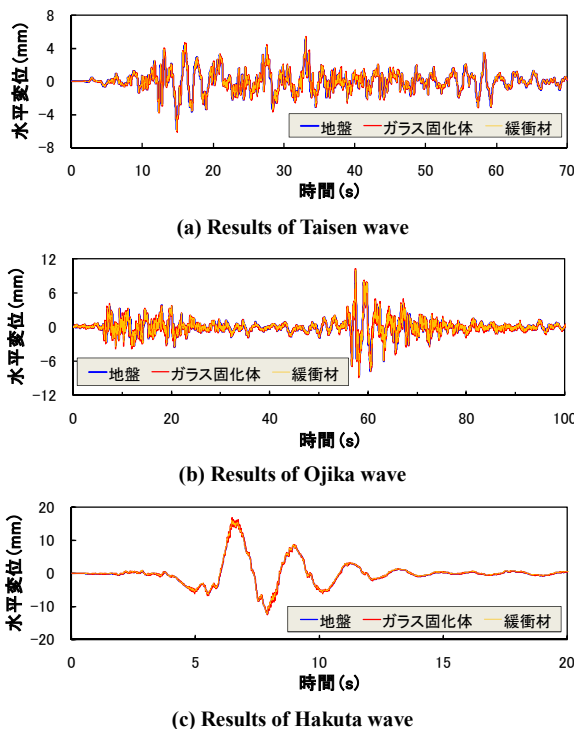 水平変位(mm)
8
4
0
-4
-8
地盤 ガラス固化体 緩衝材
0 10 20 30 40 50 60 70
時間(s)
(a) Results of Taisen wave
水平変位(mm)
12
6
0
-6
-12
地盤 ガラス固化体 緩衝材
0 20 40 60 80 100
時間(s)
(b) Results of Ojika wave
水平変位(mm)
20
10
0
-10
-20
地盤 ガラス固化体 緩衝材
0 5 10 15 20
時間(s)
(c) Results of Hakuta wave